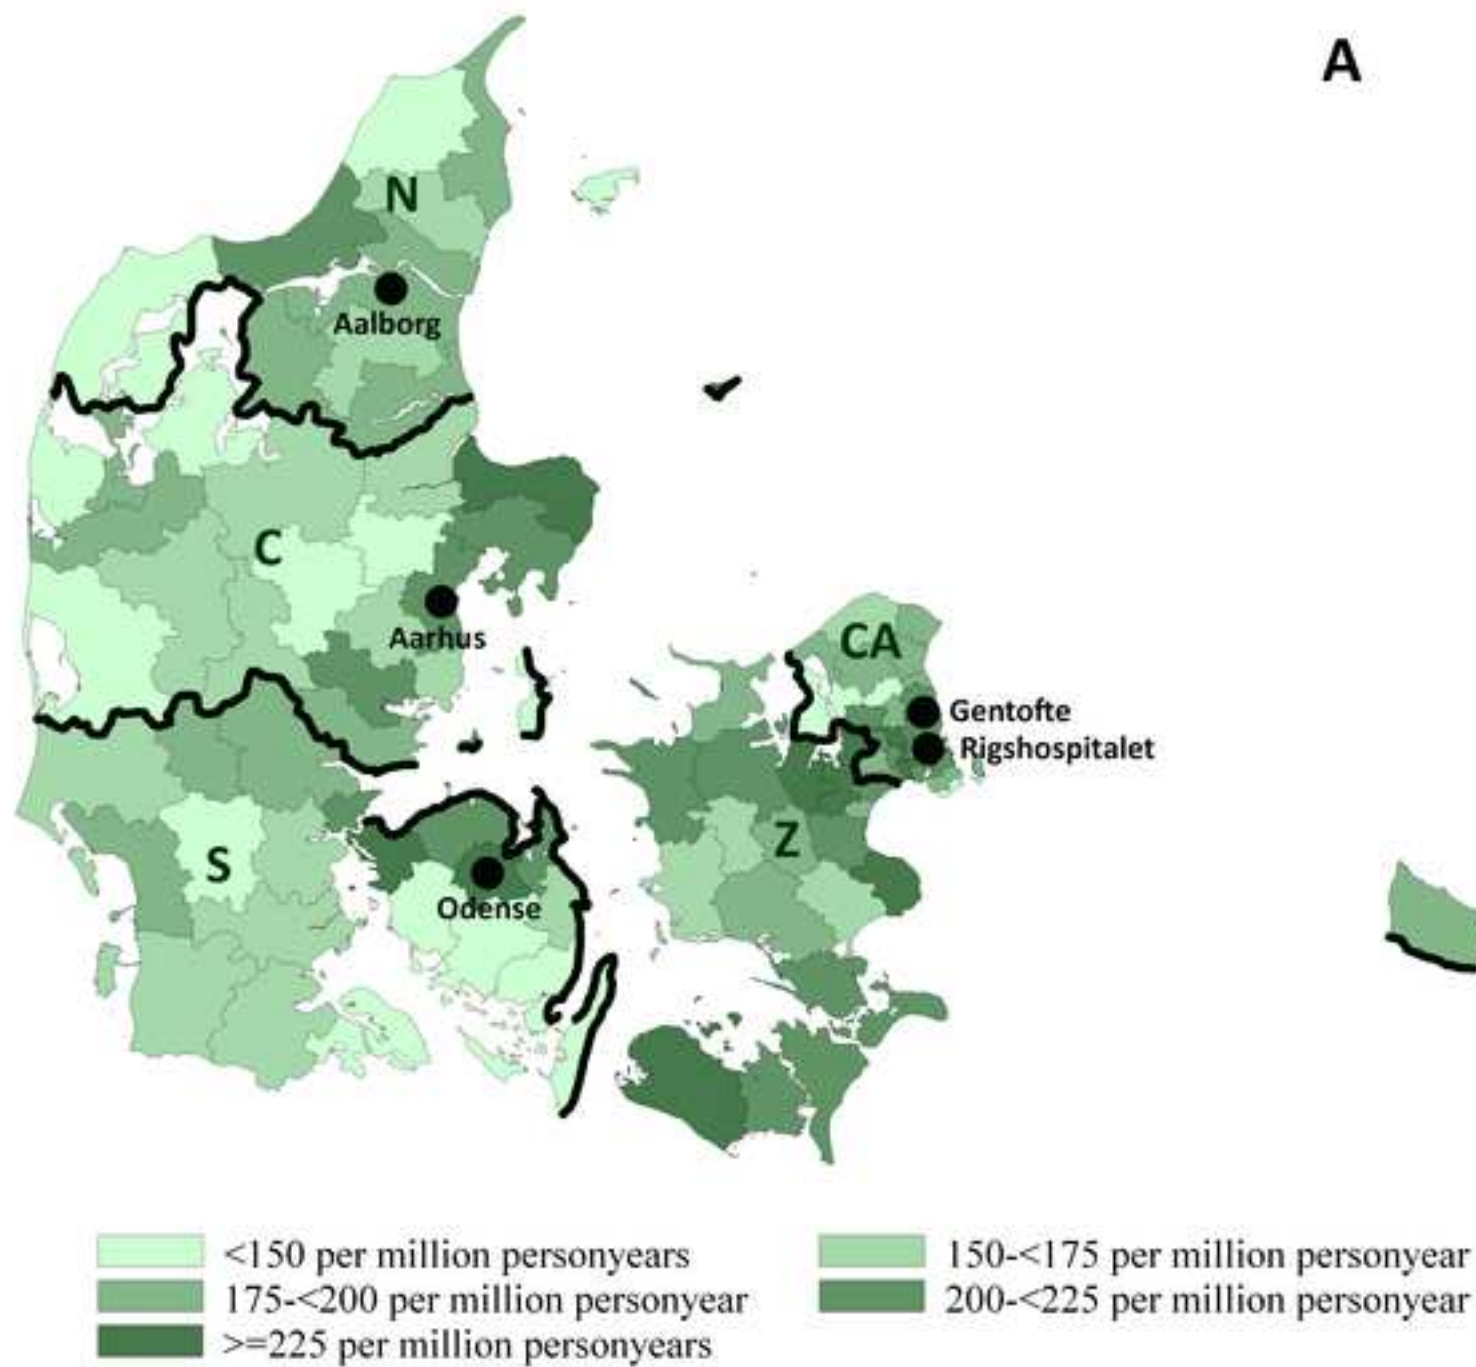 A
N
Aalborg
C
Aarhus
CA
Gentofte
Rigshospitalet
Z
S
Odense
<150 per million personyears
150-<175 per million personyear
175-<200 per million personyear
200-<225 per million personyear
>=225 per million personyears